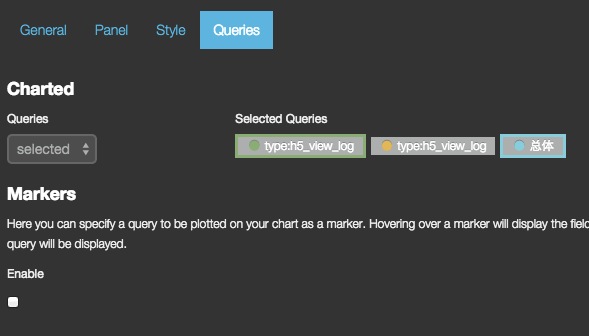 General Panel Style Queries
Charted
Queries Selected Queries
selected type:h5_view_log type:h5_view_log 总体
Markers
Here you can specify a query to be plotted on your chart as a marker. Hovering over a marker will display the field
query will be displayed.
Enable